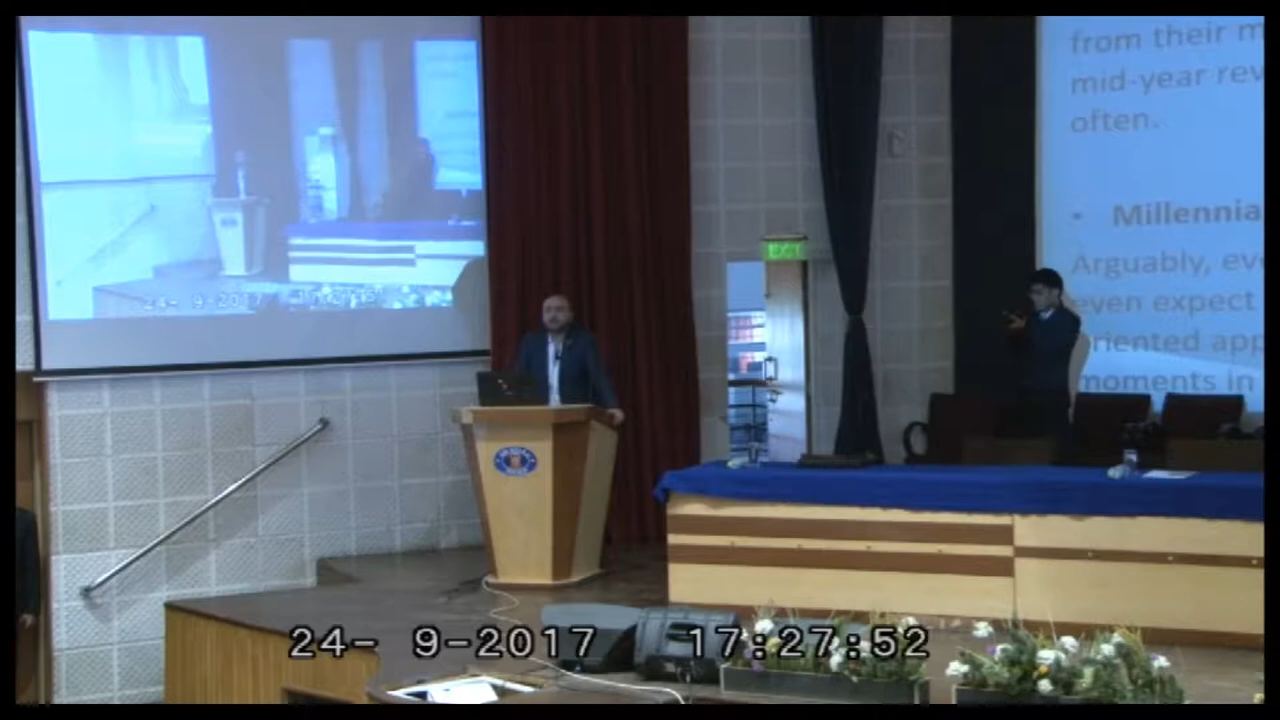 from their m
mid-year rev
often.
• Millennia
Arguably, eve
even expect
oriented app
moments in
EXIT
24- 9-2017
24- 9-2017 17:27:52